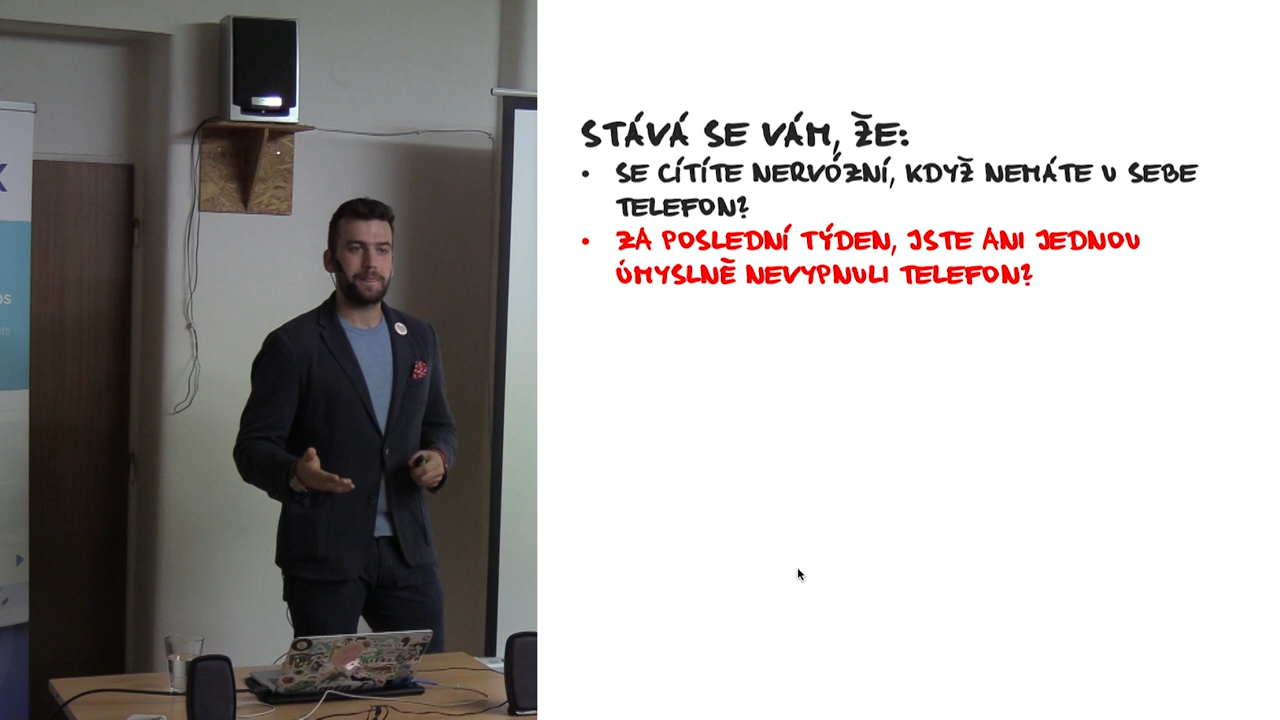 STÁVÁ SE VÁM, ŽE:
• SE CÍTÍTE NERVÓZNÍ, KDYŽ NEMÁTE U SEBE
TELEFON?
• ZA POSLEDNÍ TÝDEN, JSTE ANI JEDNOU
ÚMYSLNĚ NEVYPNULI TELEFON?